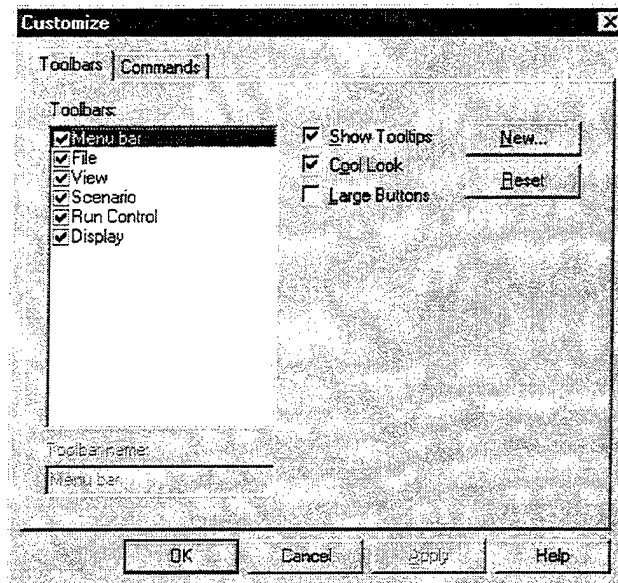 Customize
Toolbars Commands
Toolbars:
Menu bar
File
View
Scenario
Run Control
Display
Show Tooltips
Cool Look
Large Buttons
New...
Reset
Toolbar name:
Menu bar
OK Cancel Apply Help